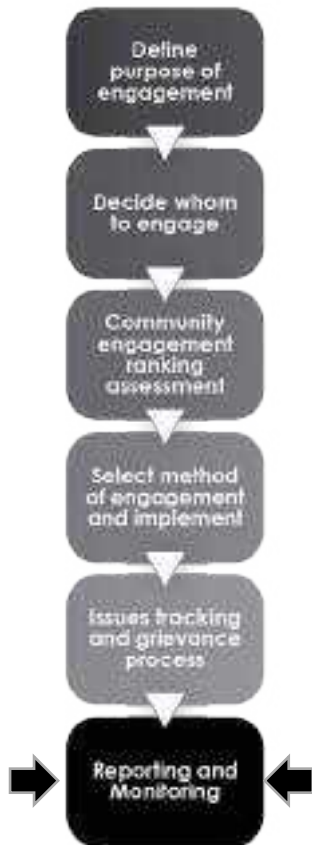 Define
purpose of
engagement
Decide whom
to engage
Community
engagement
ranking
assessment
Select method
of engagement
and implement
Issues tracking
and grievance
process
Reporting and
Monitoring